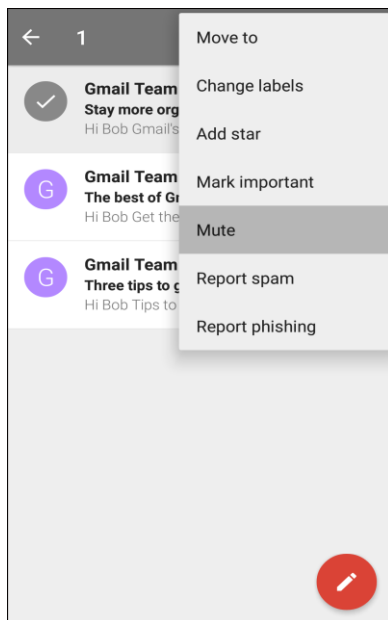 1
Move to
Change labels
Add star
Mark important
Mute
Report spam
Report phishing
Gmail Team
Stay more org
Hi Bob Gmail's
G
Gmail Team
The best of
Hi Bob Get the
G
Gmail Team
Three tips to
Hi Bob Tips to